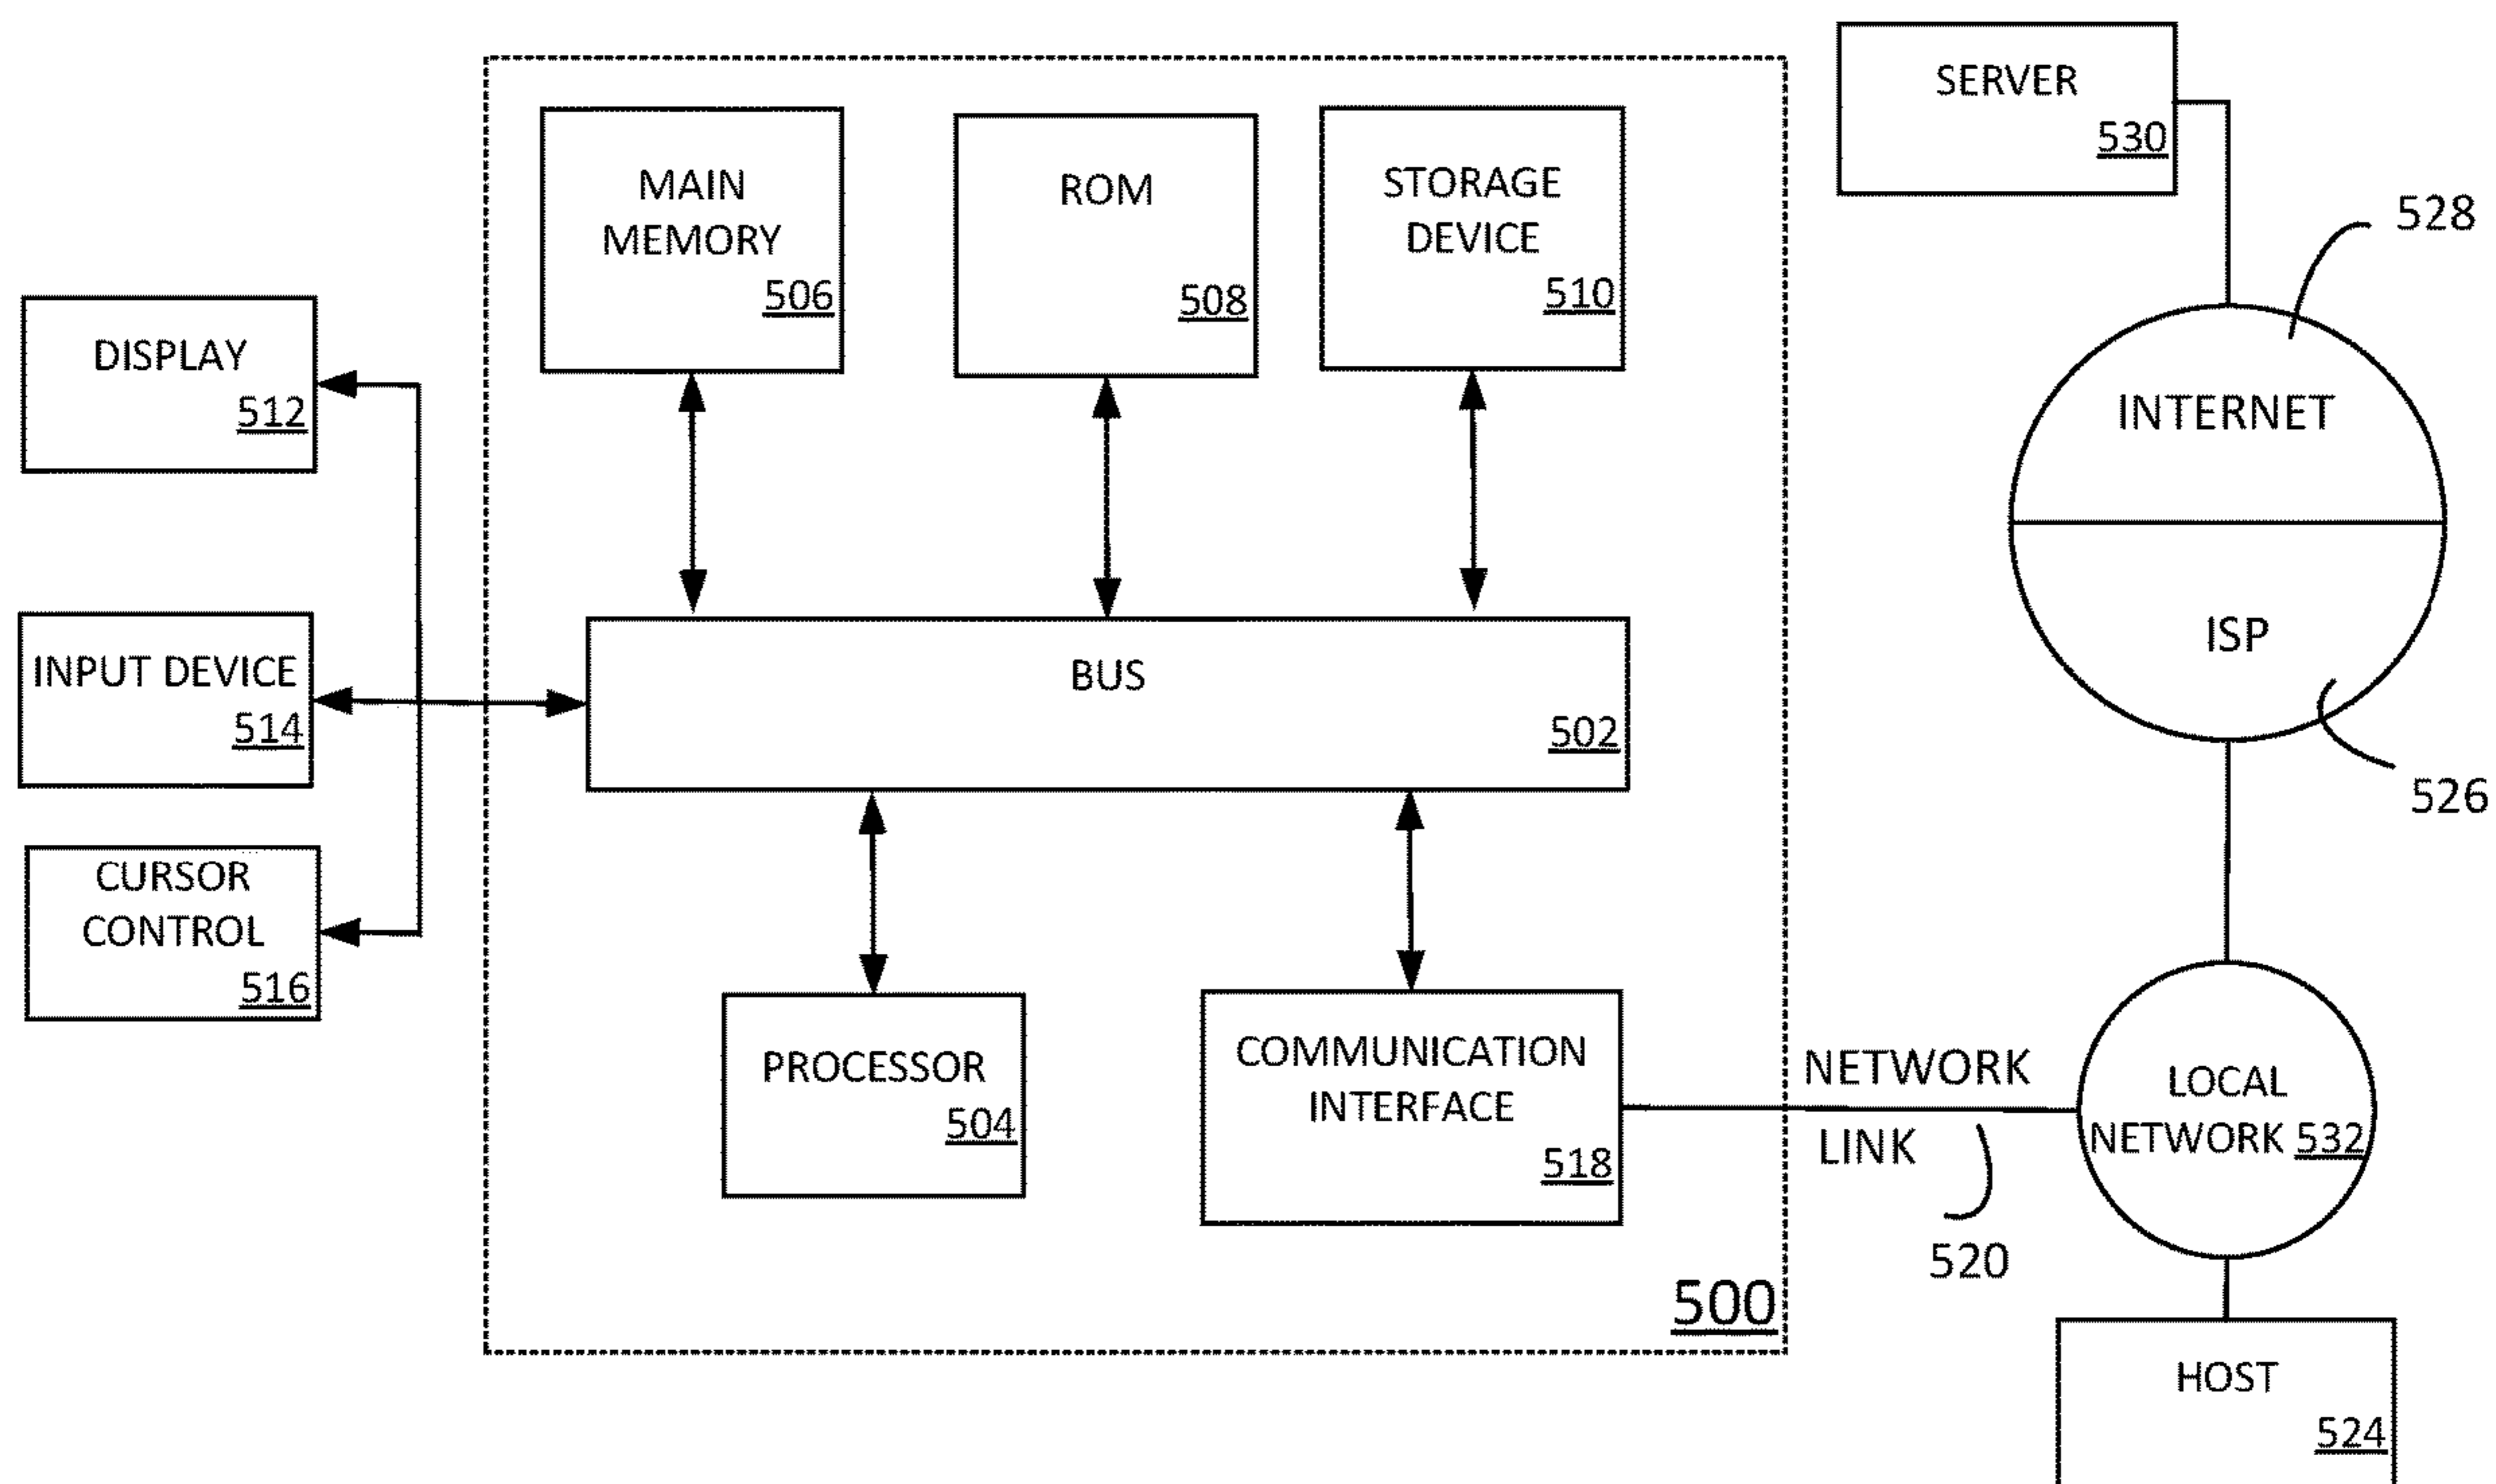 SERVER
530
MAIN
MEMORY
506
ROM
508
STORAGE
DEVICE
510
528
DISPLAY
512
INTERNET
INPUT DEVICE
514
BUS
502
ISP
526
CURSOR
CONTROL
516
PROCESSOR
504
COMMUNICATION
INTERFACE
518
NETWORK
LINK
520
LOCAL
NETWORK 532
500
HOST
524